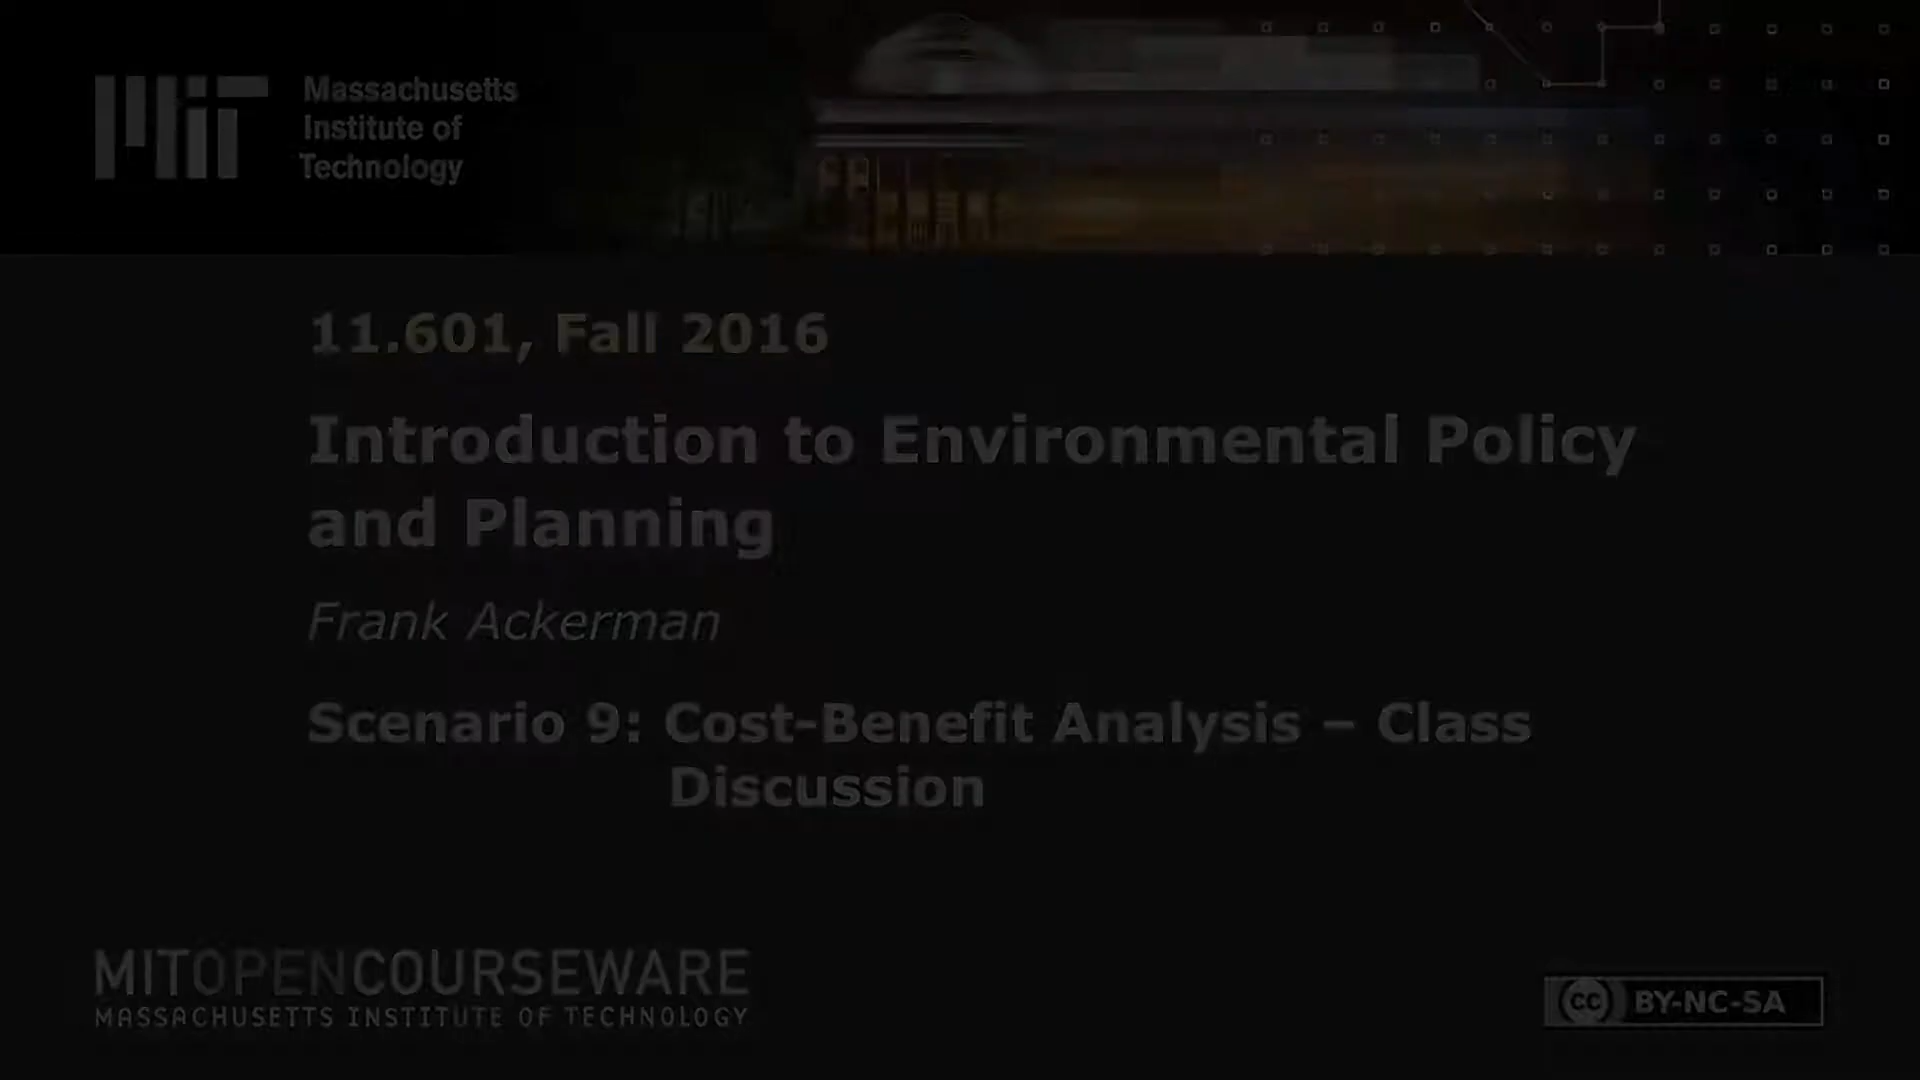 Massachusetts
Institute of
Technology
11.601, Fall 2016
Introduction to Environmental Policy
and Planning
Frank Ackerman
Scenario 9: Cost-Benefit Analysis – Class
Discussion
MITOPENCOURSEWARE
MASSACHUSETTS INSTITUTE OF TECHNOLOGY
cc BY-NC-SA